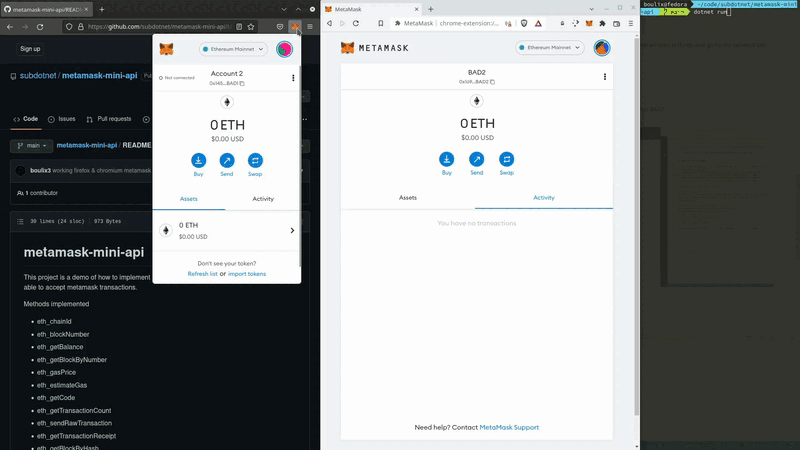 metamask-mini-api/READM
https://github.com/subdotnet/metamask-mini-api/
Sign up
subdotnet / metamask-mini-api
Code
Issues
Pull requests
main
metamask-mini-api / README
boulix3 working firefox & chromium metamask
1 contributor
30 lines (24 sloc)
973 Bytes
metamask-mini-api
This project is a demo of how to implement
able to accept metamask transactions.
Methods implemented
eth_chainId
eth_blockNumber
eth_getBalance
eth_getBlockByNumber
eth_gasPrice
eth_estimateGas
eth_getCode
eth_getTransactionCount
eth_sendRawTransaction
eth_getTransactionReceipt
eth_getBlockByHash
Ethereum Mainnet
Not connected
Account 2
0 ETH
$0.00 USD
Buy
Send
Swap
Assets
Activity
0 ETH
$0.00 USD
Don't see your token?
Refresh list or import tokens
MetaMask
MetaMask
chrome-extension:/
METAMASK
Ethereum Mainnet
BAD2
0 ETH
$0.00 USD
Buy
Send
Swap
Assets
Activity
You have no transactions
Need help? Contact MetaMask Support
boulix@fedora
~/code/subdotnet/metamask-mini
-api
main
dotnet run